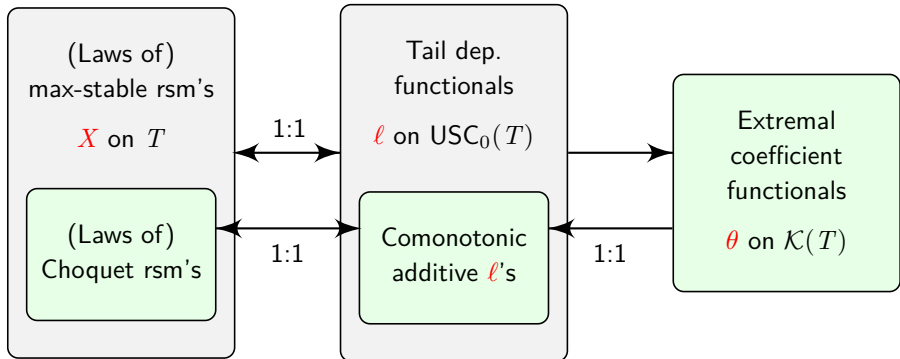 (Laws of)
max-stable rsm's
X on T
(Laws of)
Choquet rsm's
1:1
1:1
Tail dep.
functionals
ℓ on USC₀(T)
Comonotonic
additive ℓ's
1:1
Extremal
coefficient
functionals
θ on 𝒦(T)